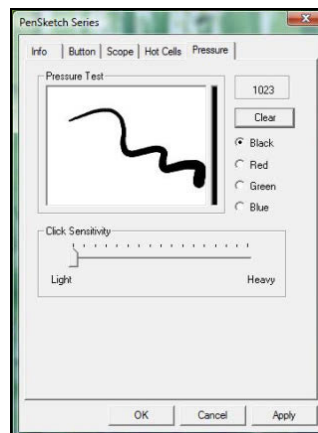 PenSketch Series
Info Button Scope Hot Cells Pressure
Pressure Test
1023
Clear
Black
Red
Green
Blue
Click Sensitivity
Light Heavy
OK Cancel Apply